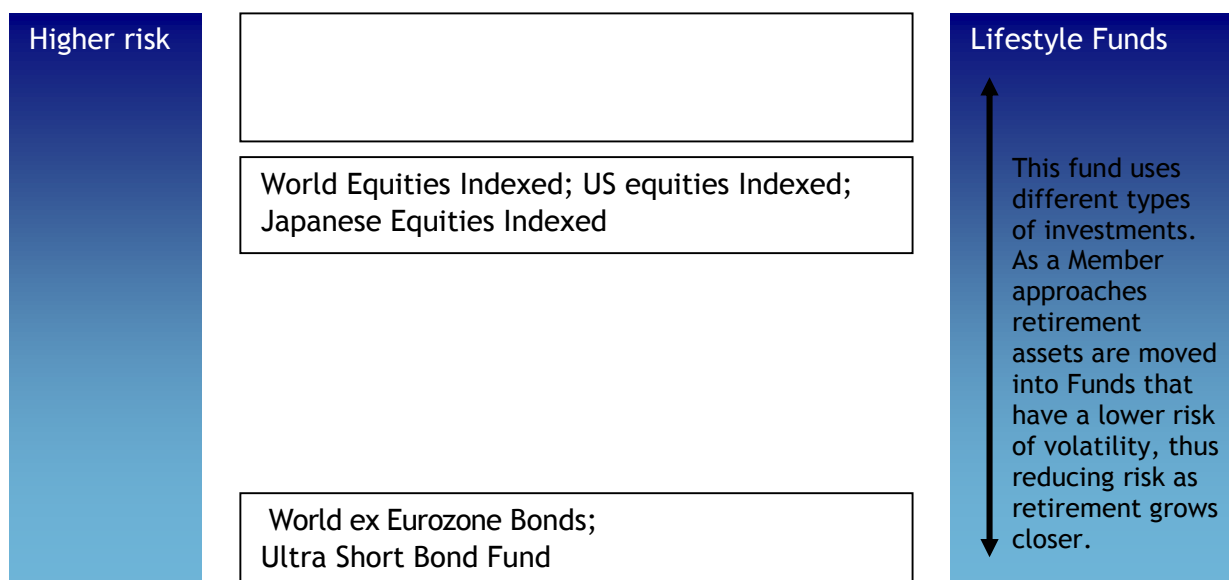 Higher risk
World Equities Indexed; US equities Indexed;
Japanese Equities Indexed
World ex Eurozone Bonds;
Ultra Short Bond Fund
Lifestyle Funds
This fund uses
different types
of investments.
As a Member
approaches
retirement
assets are moved
into Funds that
have a lower risk
of volatility, thus
reducing risk as
retirement grows
closer.